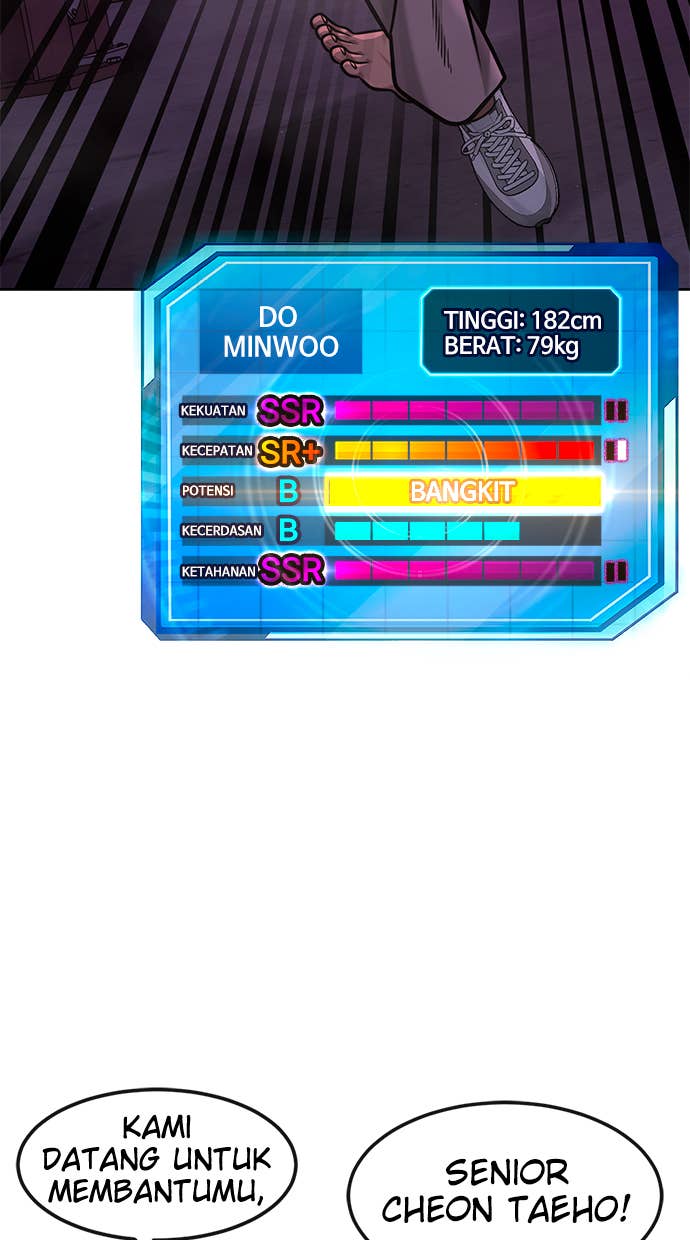 DO
MINWOO
TINGGI: 182cm
BERAT: 79kg
KEKUATAN SSR
KECEPATAN SR+
POTENSI B BANGKIT
KECERDASAN B
KETAHANAN SSR
KAMI
DATANG UNTUK
MEMBANTUMU,
SENIOR
CHEON TAEHO!